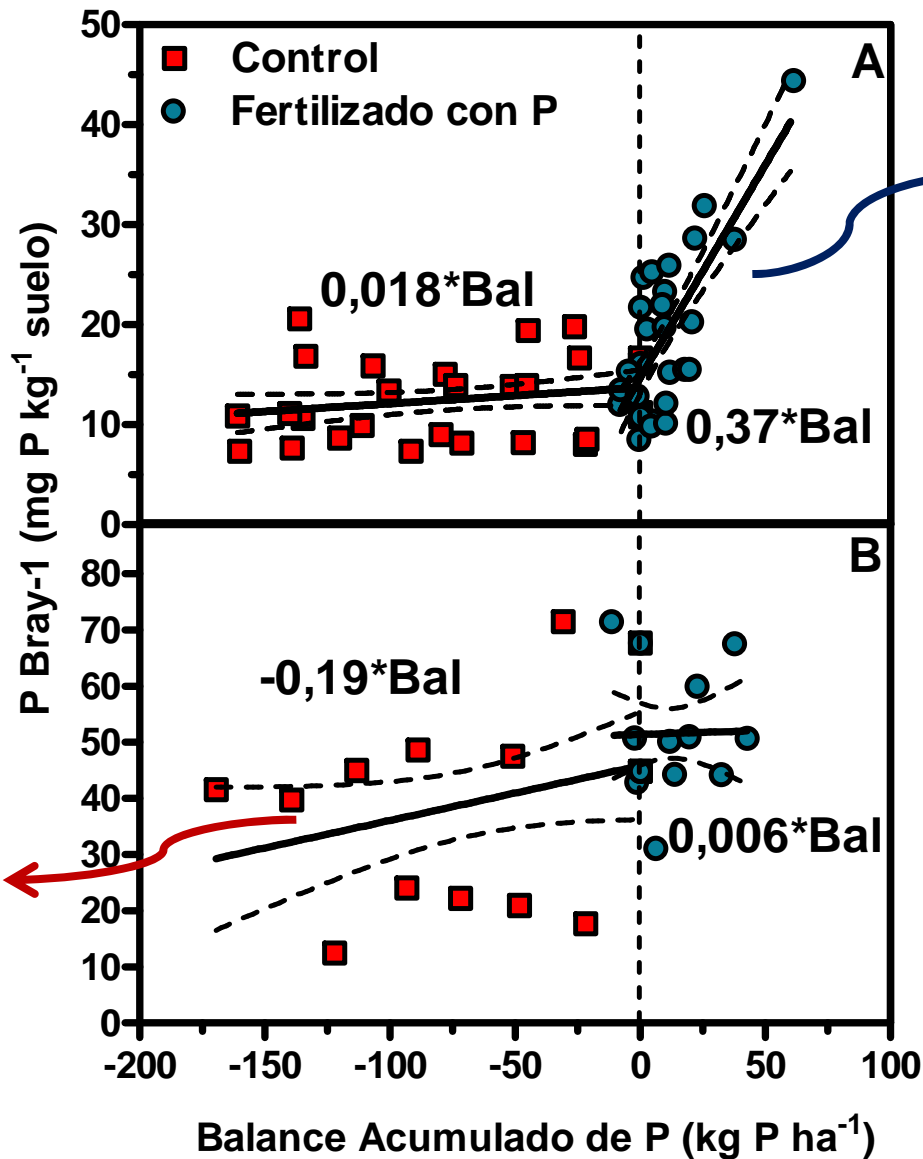 Control
Fertilizado con P
A
0,018*Bal
0,37*Bal
50
40
30
20
10
0
B
-0,19*Bal
0,006*Bal
80
70
60
50
40
30
20
10
0
-200
-150
-100
-50
0
50
100
P Bray-1 (mg P kg⁻¹ suelo)
Balance Acumulado de P (kg P ha⁻¹)